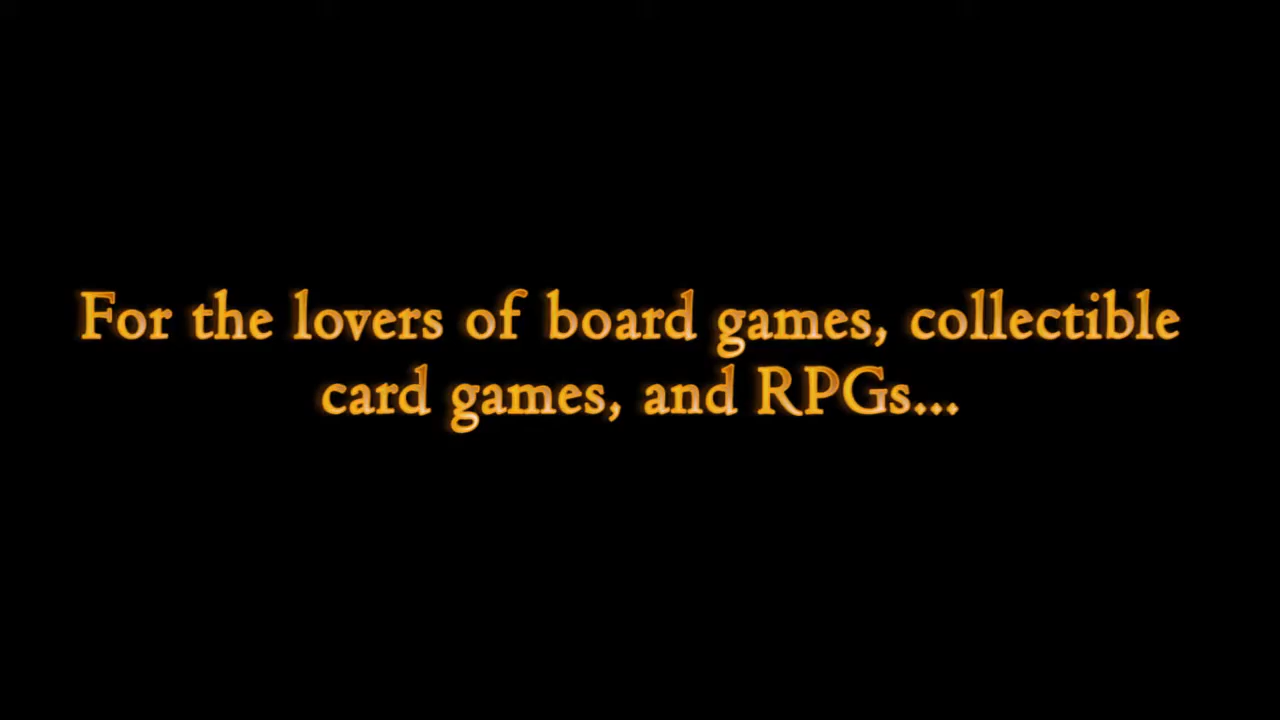 For the lovers of board games, collectible
card games, and RPGs...